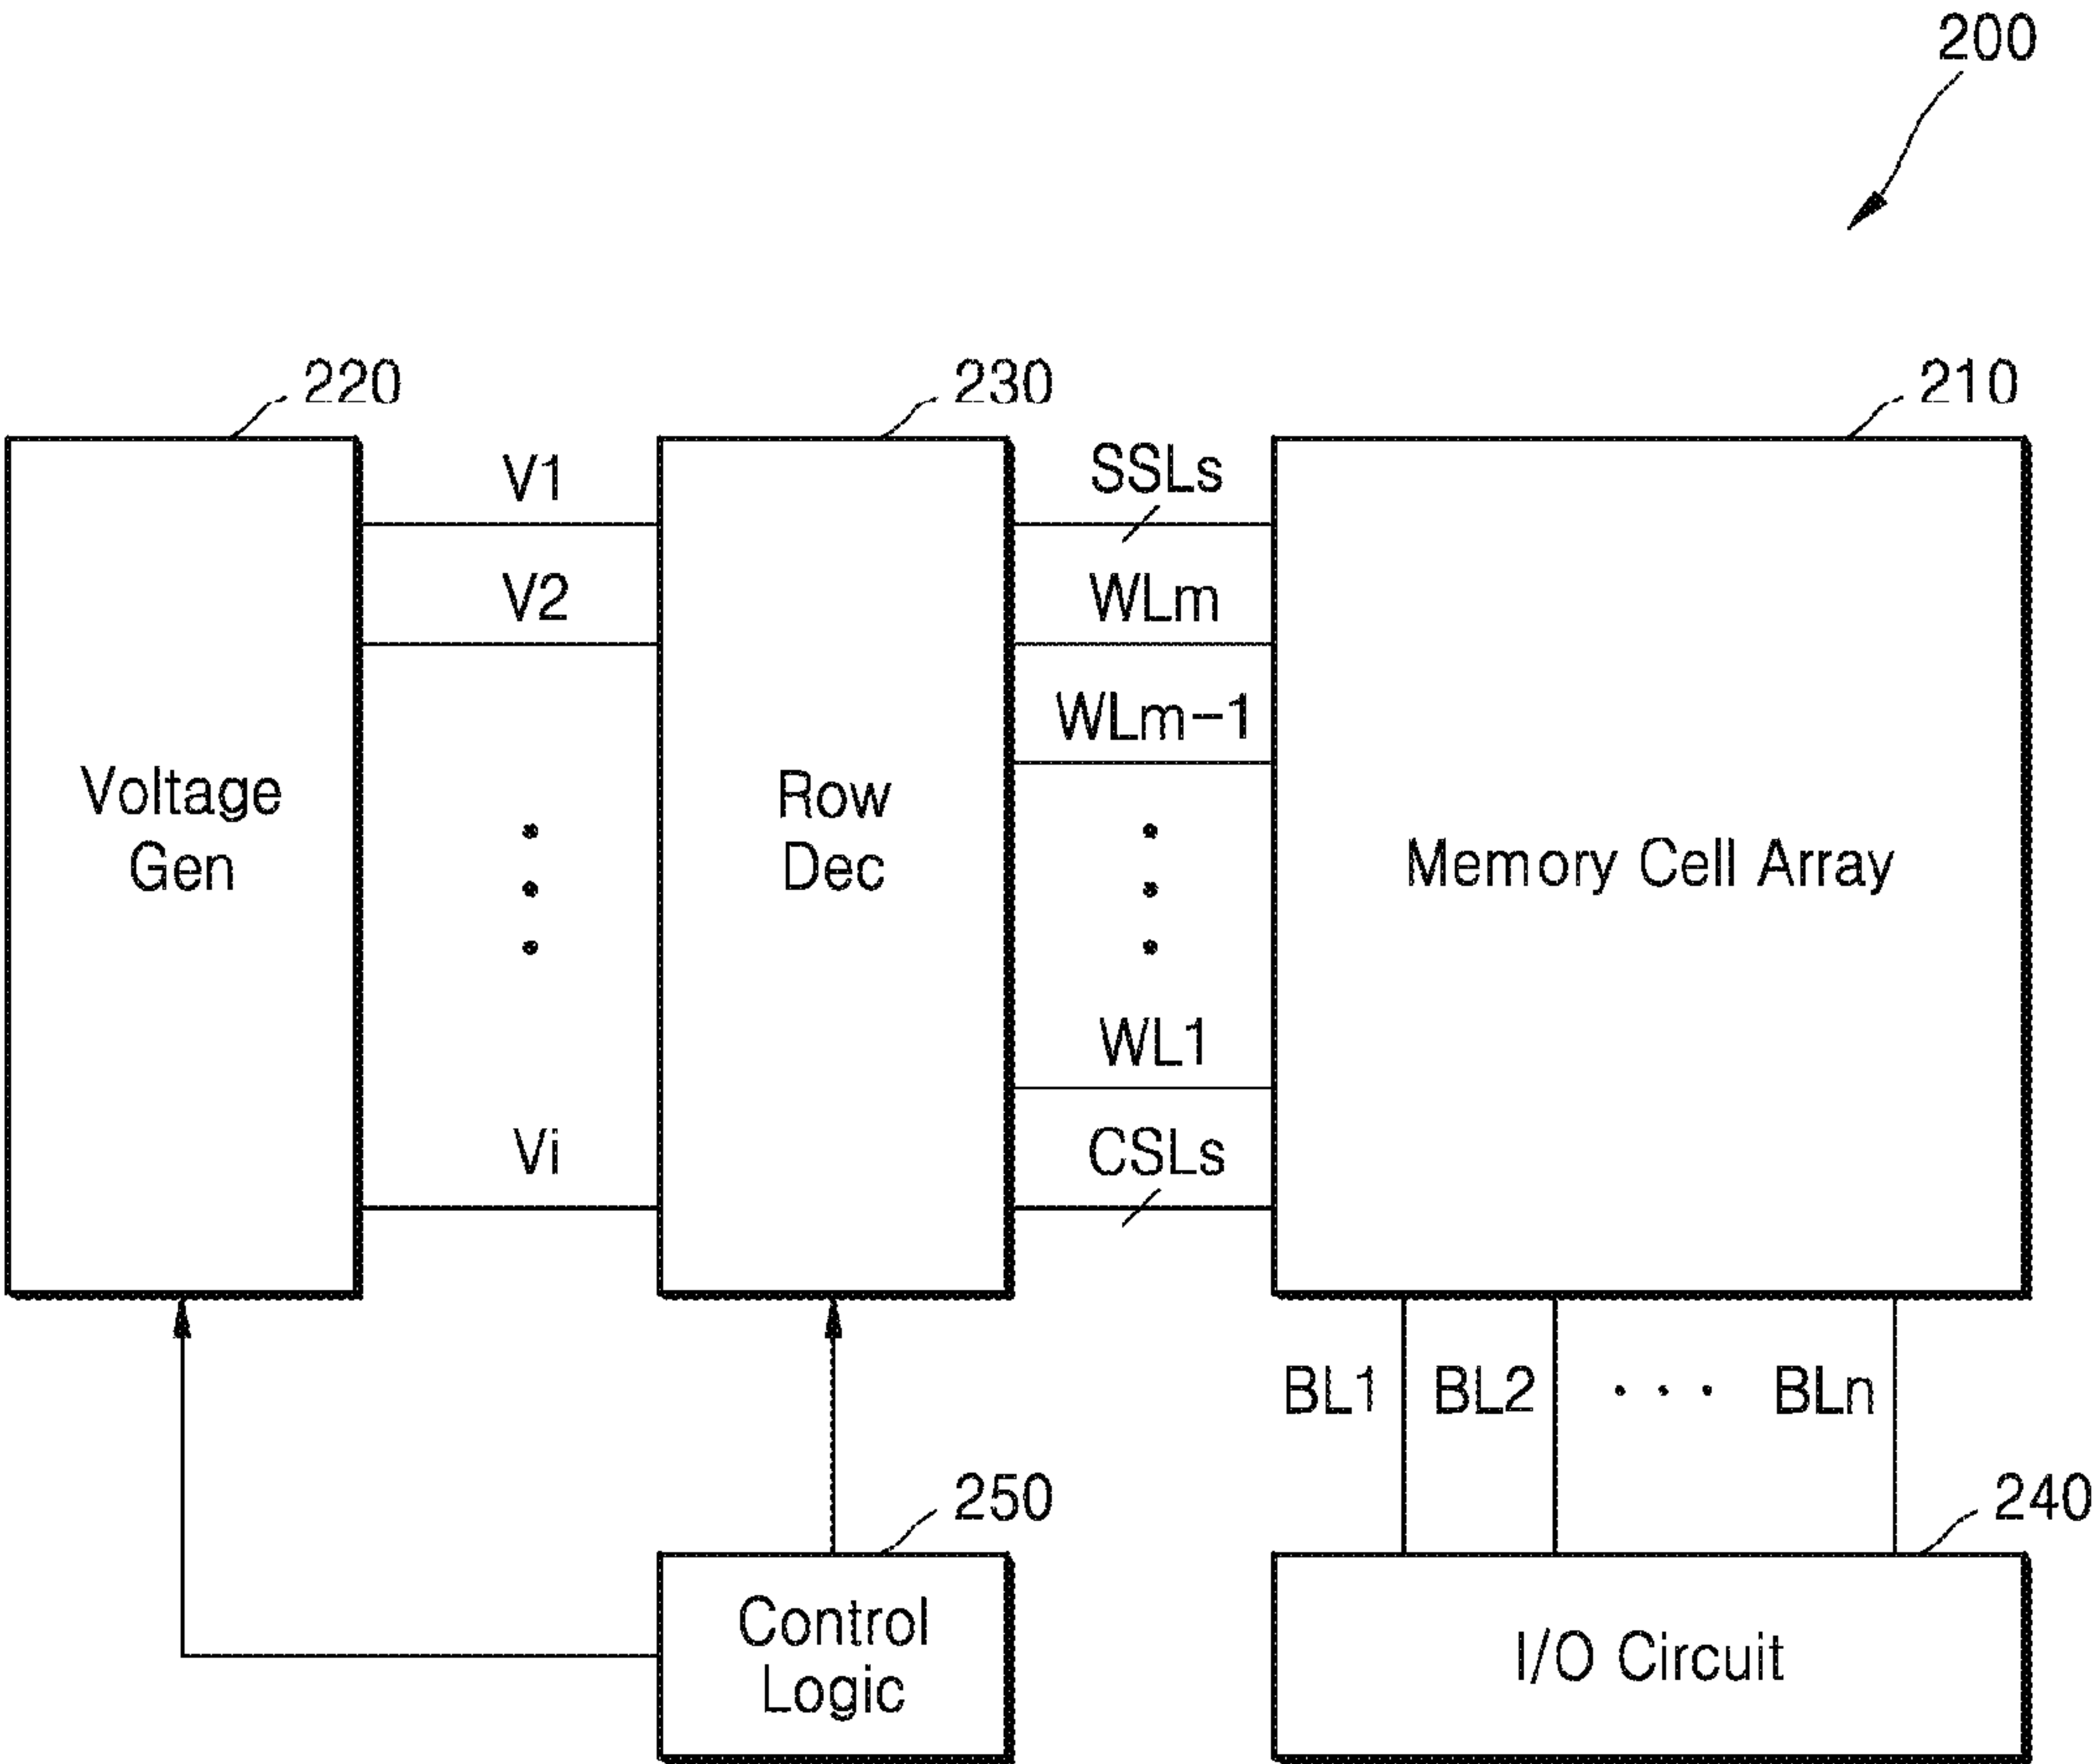 200
220
230
210
V1
SSLs
V2
WLm
WLm-1
Voltage
Gen
Row
Dec
Memory Cell Array
WL1
Vi
CSLs
BL1
BL2
• • •
BLn
250
240
Control
Logic
I/O Circuit